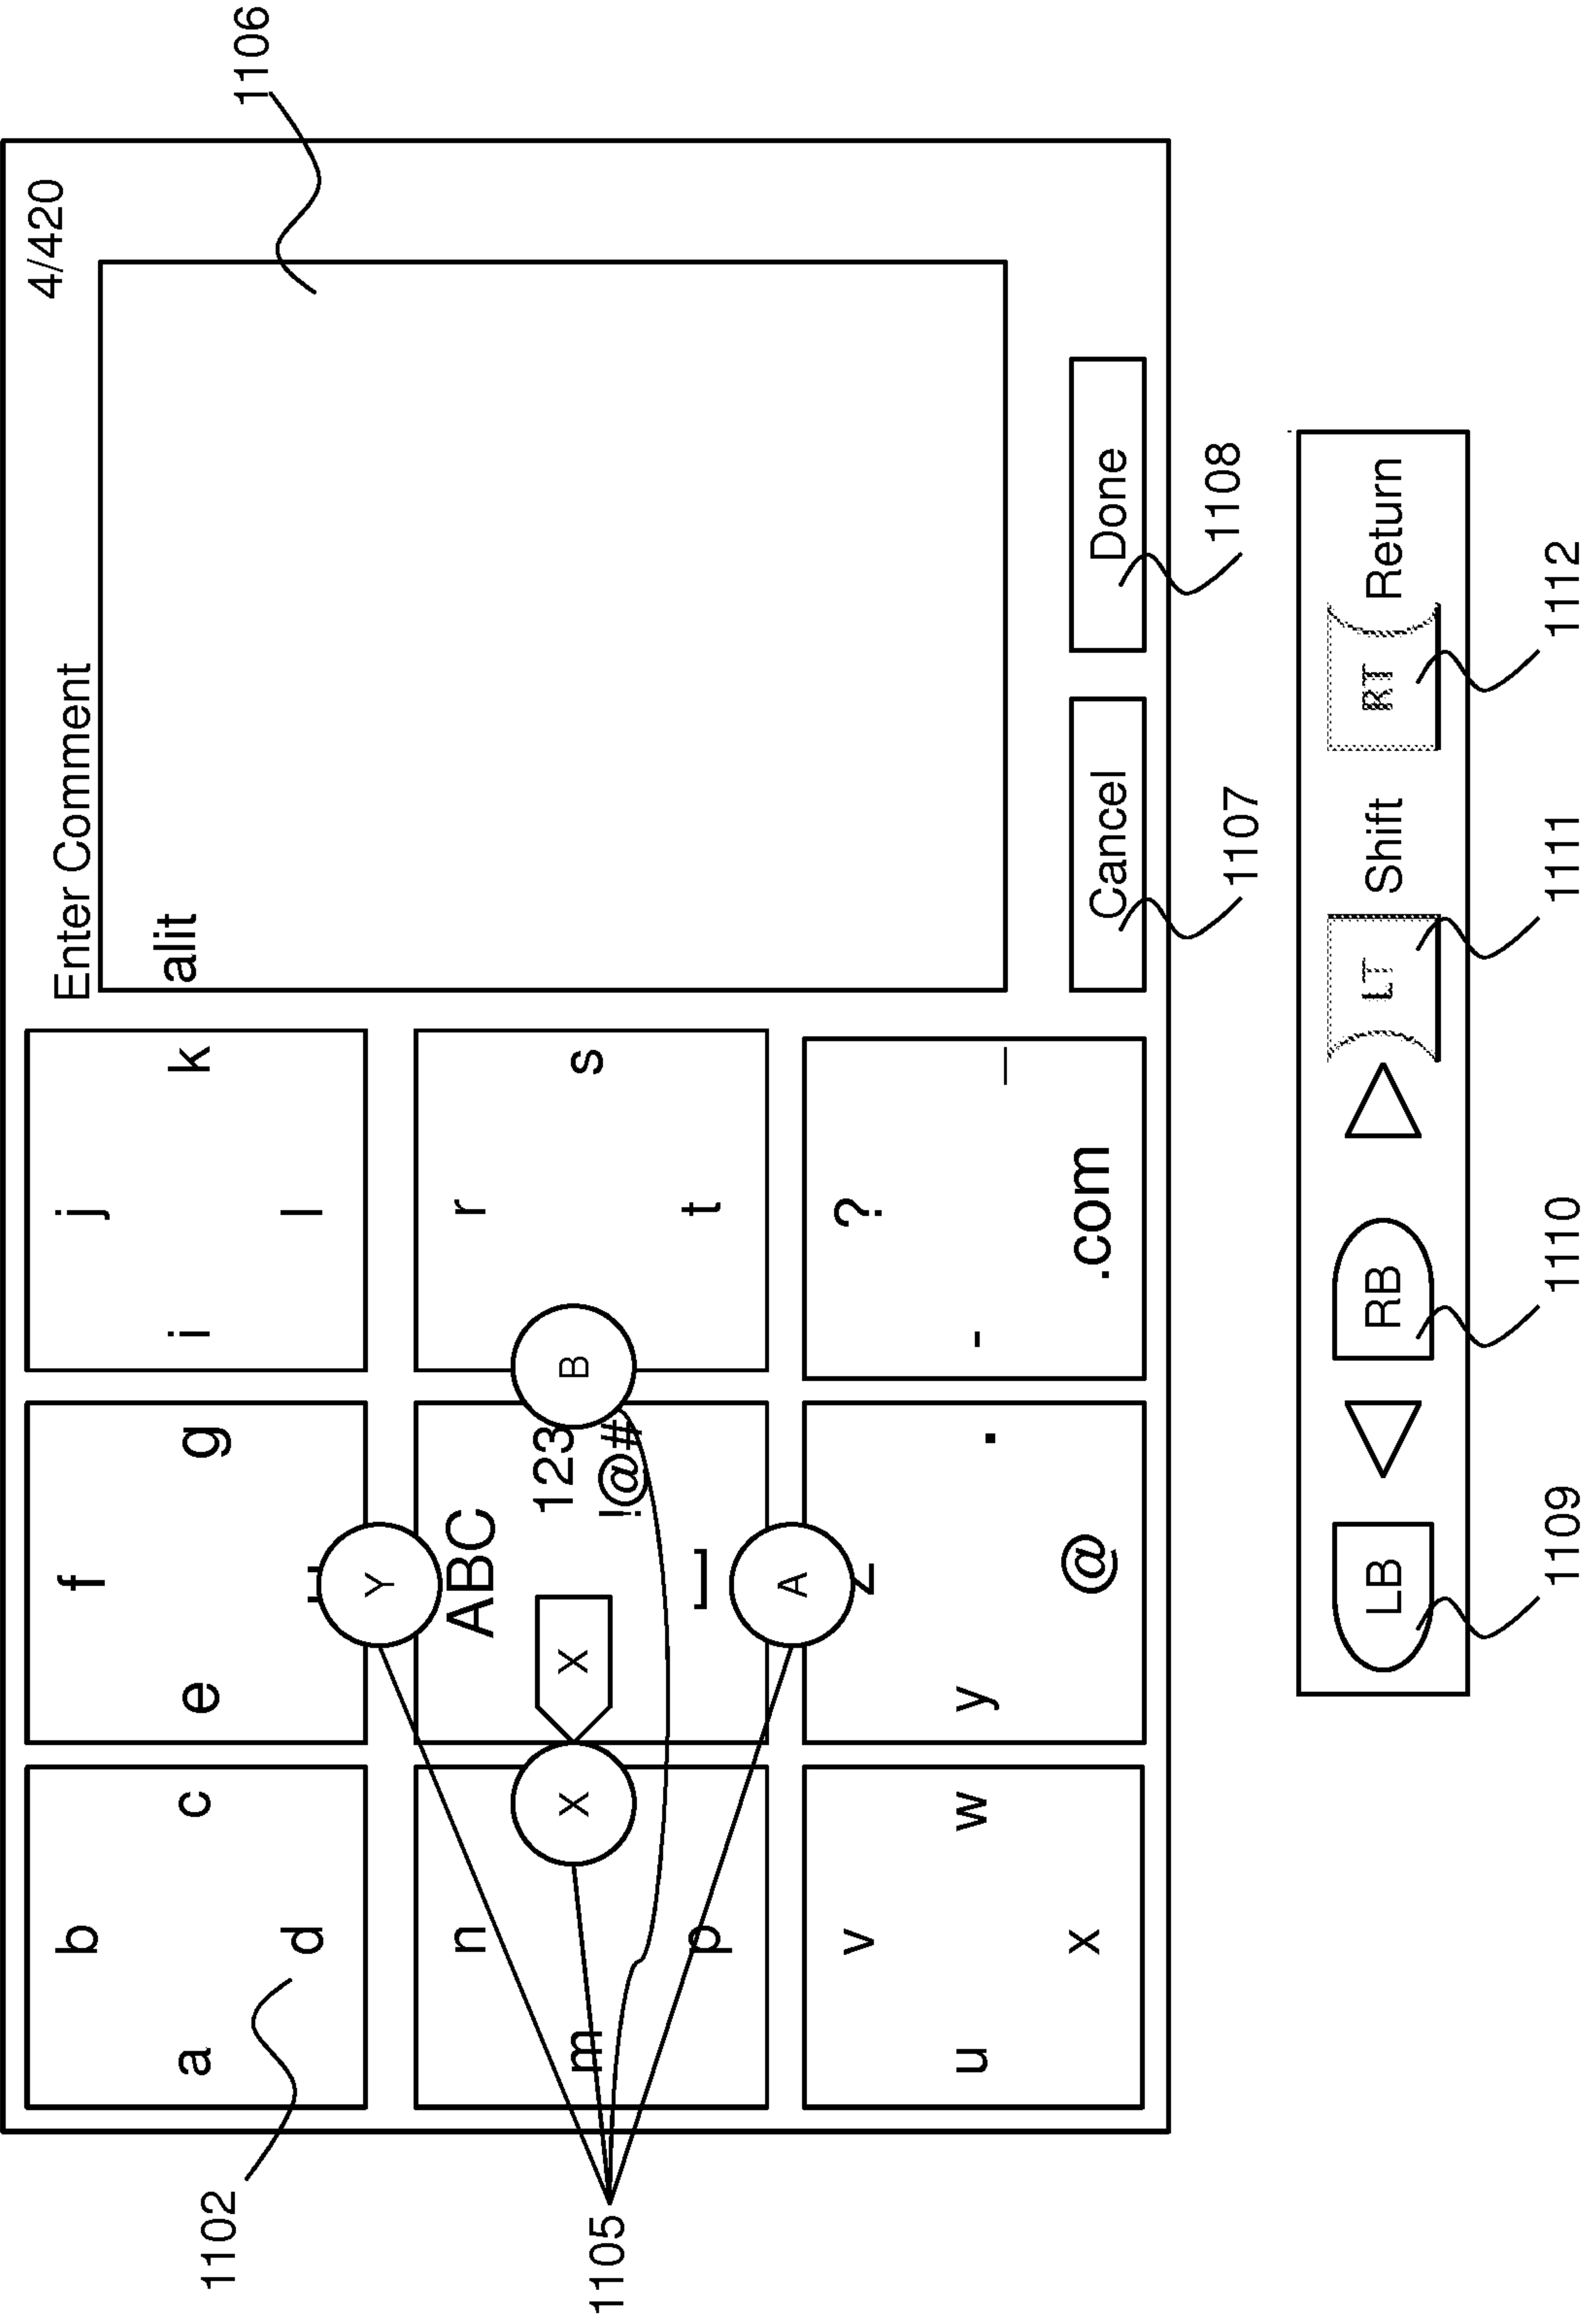 1106
4/420
Enter Comment
alit
b
a c
d
f
e g
j
i k
l
n
m
p
Y
ABC
X
X
123
!@#
B
A
r
s
t
v
u w
x
z
y .
@
?
- _
.com
Cancel Done
1102
1105
1107
1108
LB RB LT Shift RT Return
1109
1110
1111
1112